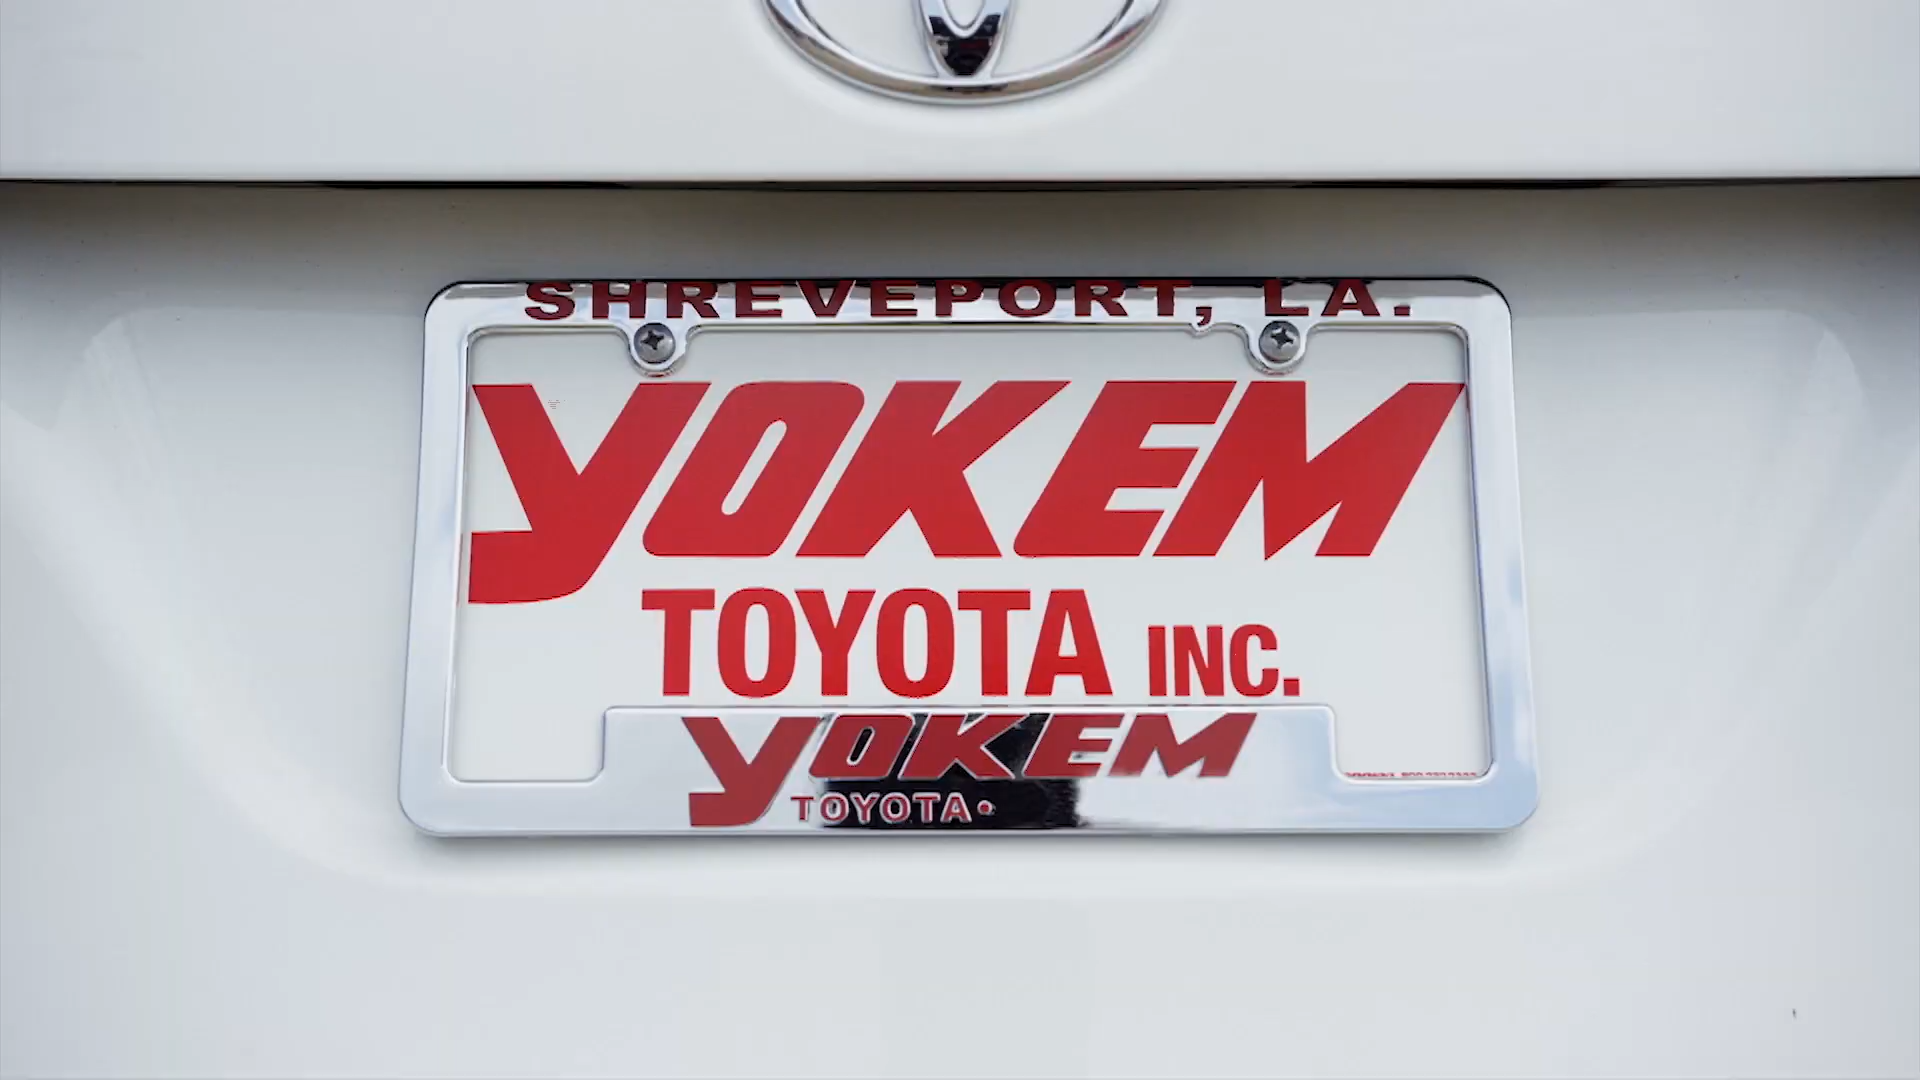 SHREVEPORT, LA.
YOKEM
TOYOTA INC.
YOKEM
TOYOTA